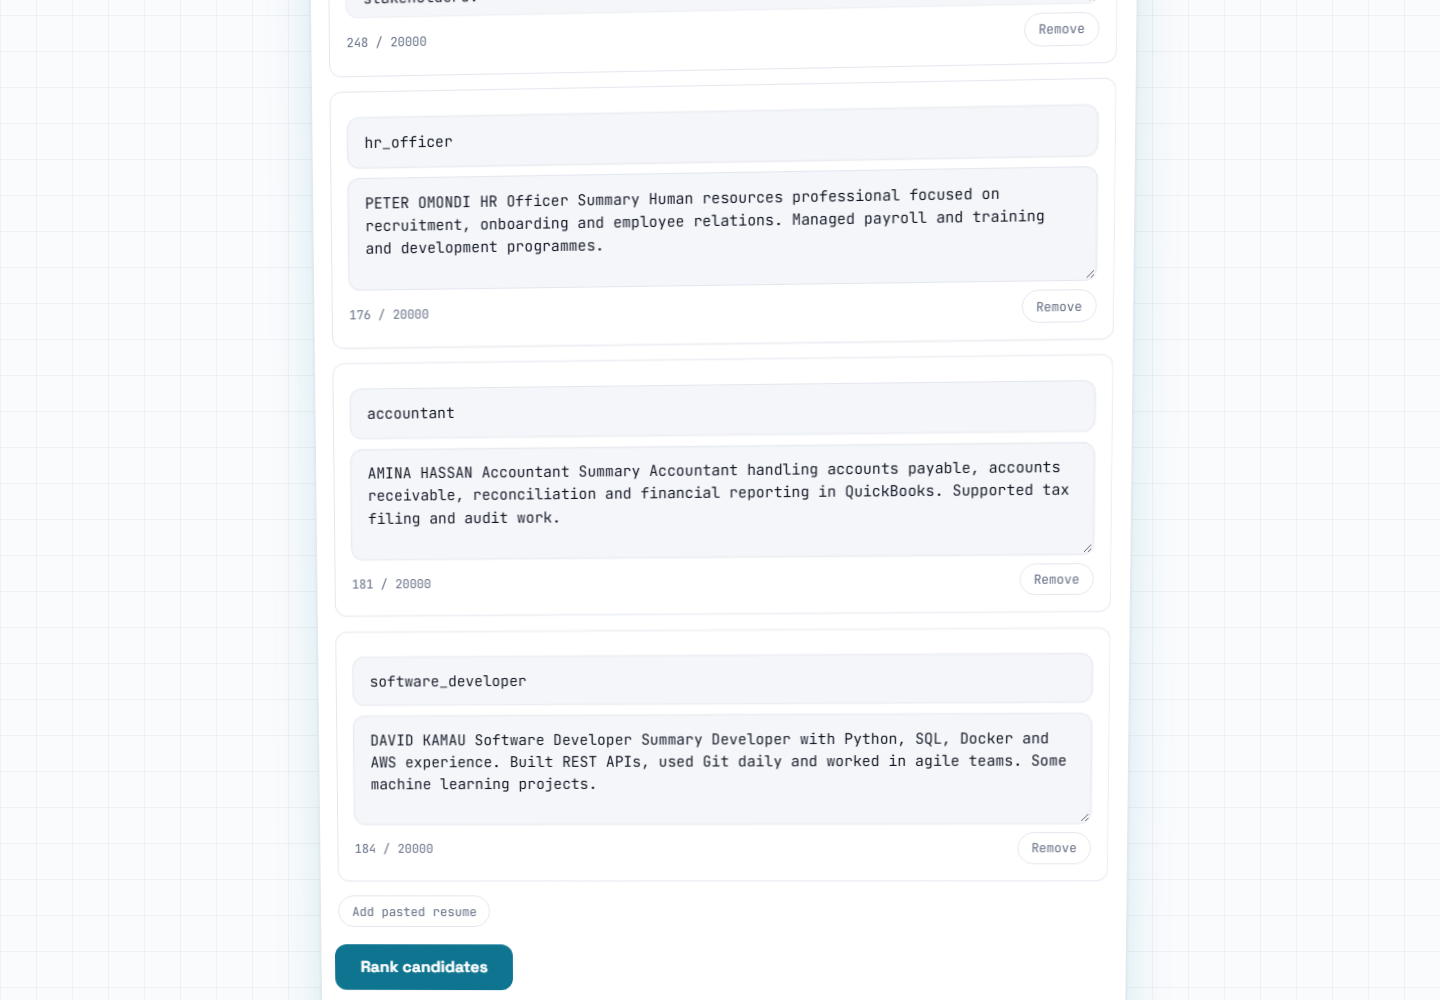 stakeholders.
248 / 20000
Remove
hr_officer
PETER OMONDI HR Officer Summary Human resources professional focused on
recruitment, onboarding and employee relations. Managed payroll and training
and development programmes.
176 / 20000
Remove
accountant
AMINA HASSAN Accountant Summary Accountant handling accounts payable, accounts
receivable, reconciliation and financial reporting in QuickBooks. Supported tax
filing and audit work.
181 / 20000
Remove
software_developer
DAVID KAMAU Software Developer Summary Developer with Python, SQL, Docker and
AWS experience. Built REST APIs, used Git daily and worked in agile teams. Some
machine learning projects.
184 / 20000
Remove
Add pasted resume
Rank candidates